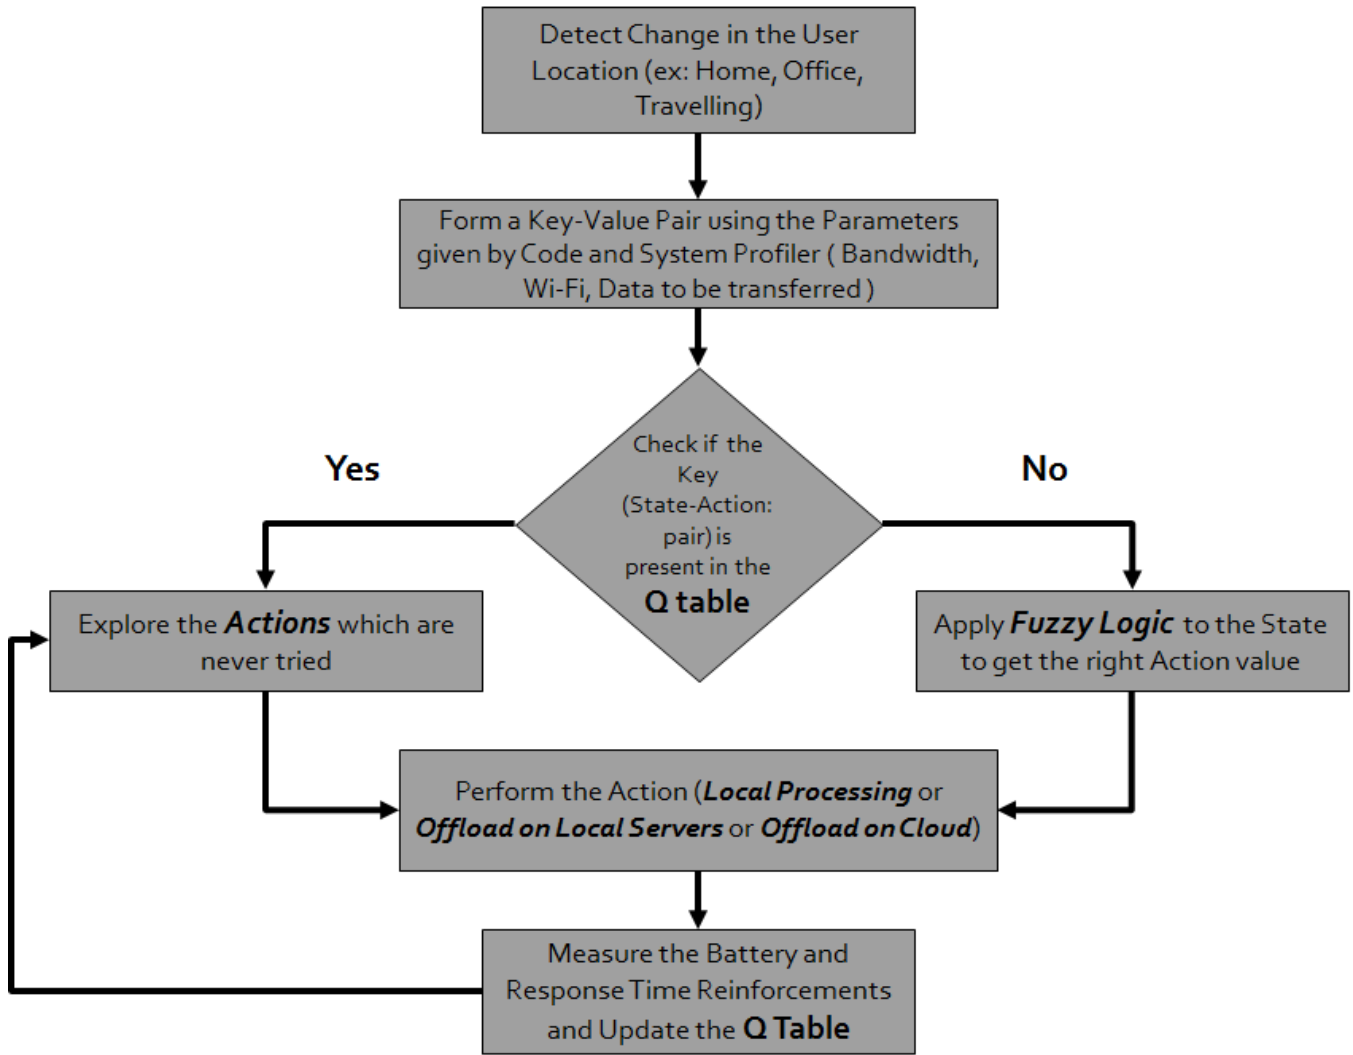 Detect Change in the User
Location (ex: Home, Office,
Travelling)
Form a Key-Value Pair using the Parameters
given by Code and System Profiler ( Bandwidth,
Wi-Fi, Data to be transferred )
Check if the
Key
(State-Action:
pair) is
present in the
Q table
Yes
No
Explore the Actions which are
never tried
Apply Fuzzy Logic to the State
to get the right Action value
Perform the Action (Local Processing or
Offload on Local Servers or Offload on Cloud)
Measure the Battery and
Response Time Reinforcements
and Update the Q Table